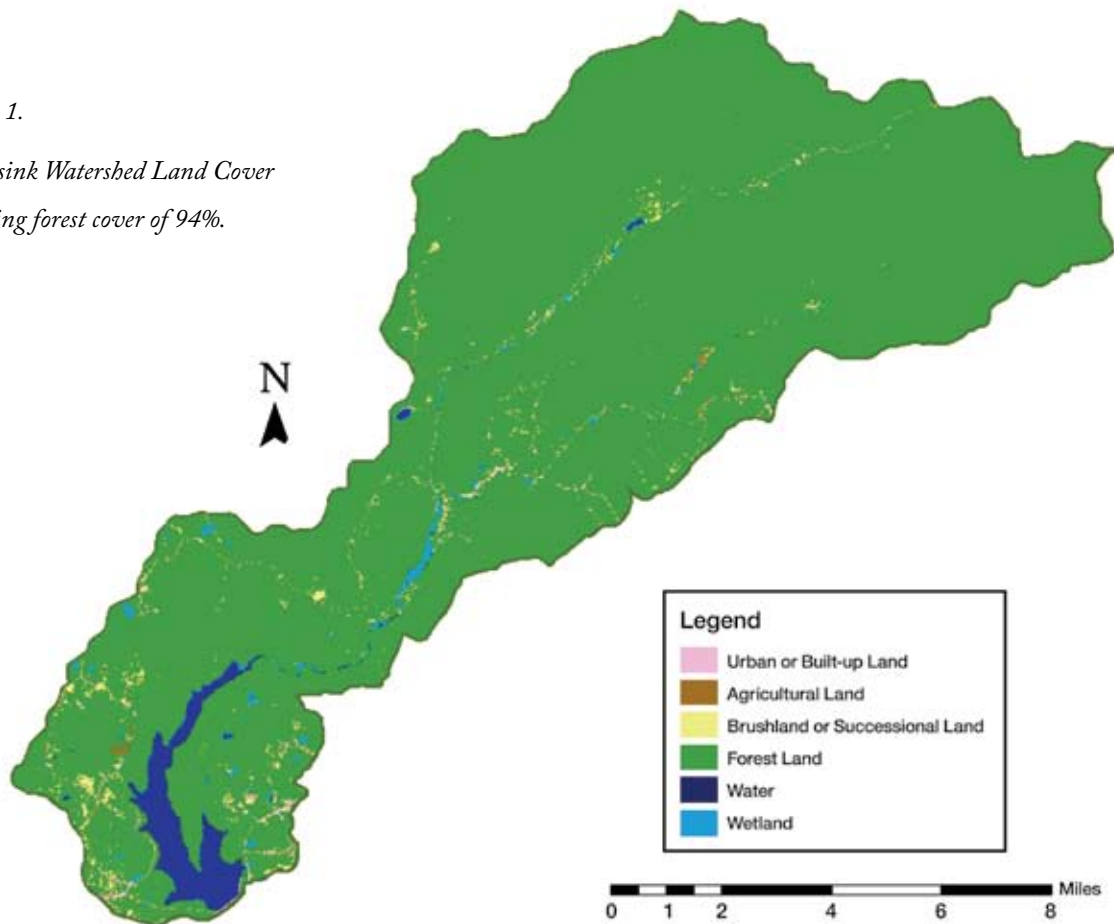 1.
sink Watershed Land Cover
ing forest cover of 94%.
N
Legend
Urban or Built-up Land
Agricultural Land
Brushland or Successional Land
Forest Land
Water
Wetland
Miles
0 1 2 4 6 8